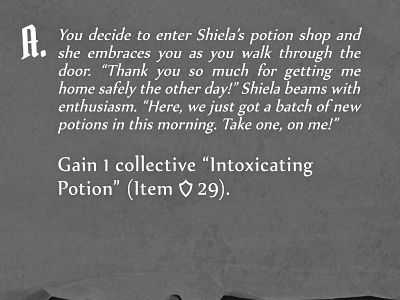 A. You decide to enter Shiela's potion shop and
she embraces you as you walk through the
door. “Thank you so much for getting me
home safely the other day!” Shiela beams with
enthusiasm. “Here, we just got a batch of new
potions in this morning. Take one, on me!”
Gain 1 collective “Intoxicating
Potion” (Item 29).